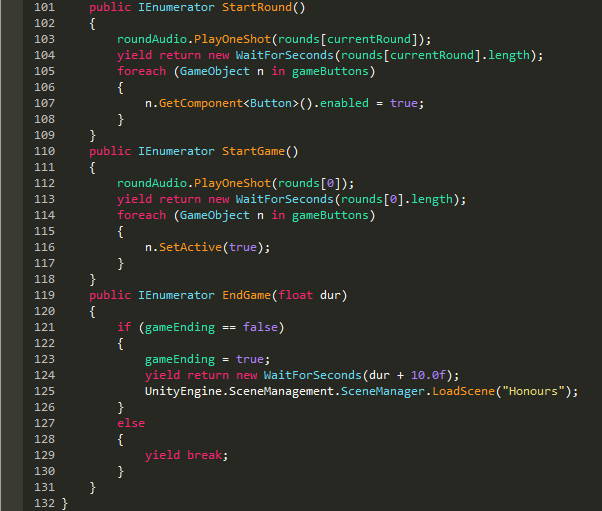 101     public IEnumerator StartRound()
102     {
103         roundAudio.PlayOneShot(rounds[currentRound]);
104         yield return new WaitForSeconds(rounds[currentRound].length);
105         foreach (GameObject n in gameButtons)
106         {
107             n.GetComponent<Button>().enabled = true;
108         }
109     }
110     public IEnumerator StartGame()
111     {
112         roundAudio.PlayOneShot(rounds[0]);
113         yield return new WaitForSeconds(rounds[0].length);
114         foreach (GameObject n in gameButtons)
115         {
116             n.SetActive(true);
117         }
118     }
119     public IEnumerator EndGame(float dur)
120     {
121         if (gameEnding == false)
122         {
123             gameEnding = true;
124             yield return new WaitForSeconds(dur + 10.0f);
125             UnityEngine.SceneManagement.SceneManager.LoadScene("Honours");
126         }
127         else
128         {
129             yield break;
130         }
131     }
132 }